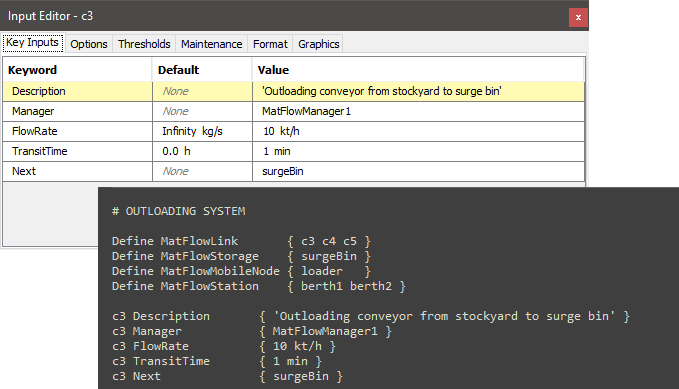 Input Editor - c3
x
Key Inputs Options Thresholds Maintenance Format Graphics
Keyword Default Value
Description None 'Outloading conveyor from stockyard to surge bin'
Manager None MatFlowManager1
FlowRate Infinity kg/s 10 kt/h
TransitTime 0.0 h 1 min
Next None surgeBin
# OUTLOADING SYSTEM
Define MatFlowLink { c3 c4 c5 }
Define MatFlowStorage { surgeBin }
Define MatFlowMobileNode { loader }
Define MatFlowStation { berth1 berth2 }
c3 Description { 'Outloading conveyor from stockyard to surge bin' }
c3 Manager { MatFlowManager1 }
c3 FlowRate { 10 kt/h }
c3 TransitTime { 1 min }
c3 Next { surgeBin }